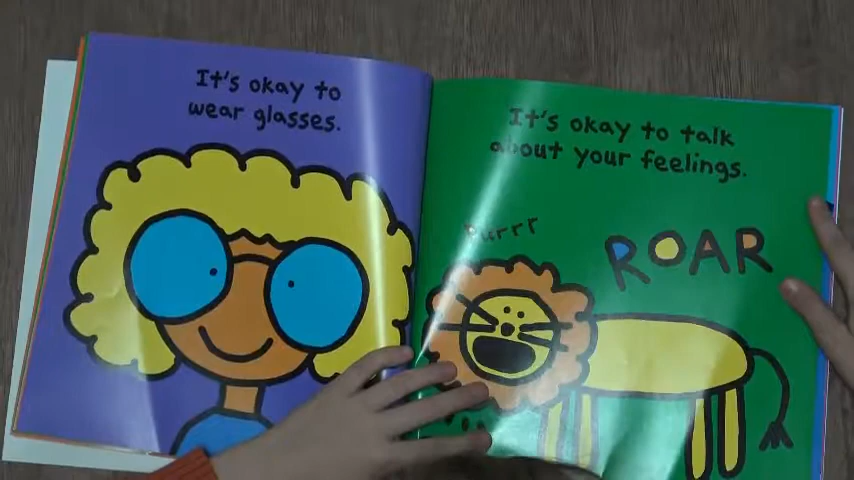 It's okay to
wear glasses.
It's okay to talk
about your feelings.
Purrr
ROAR